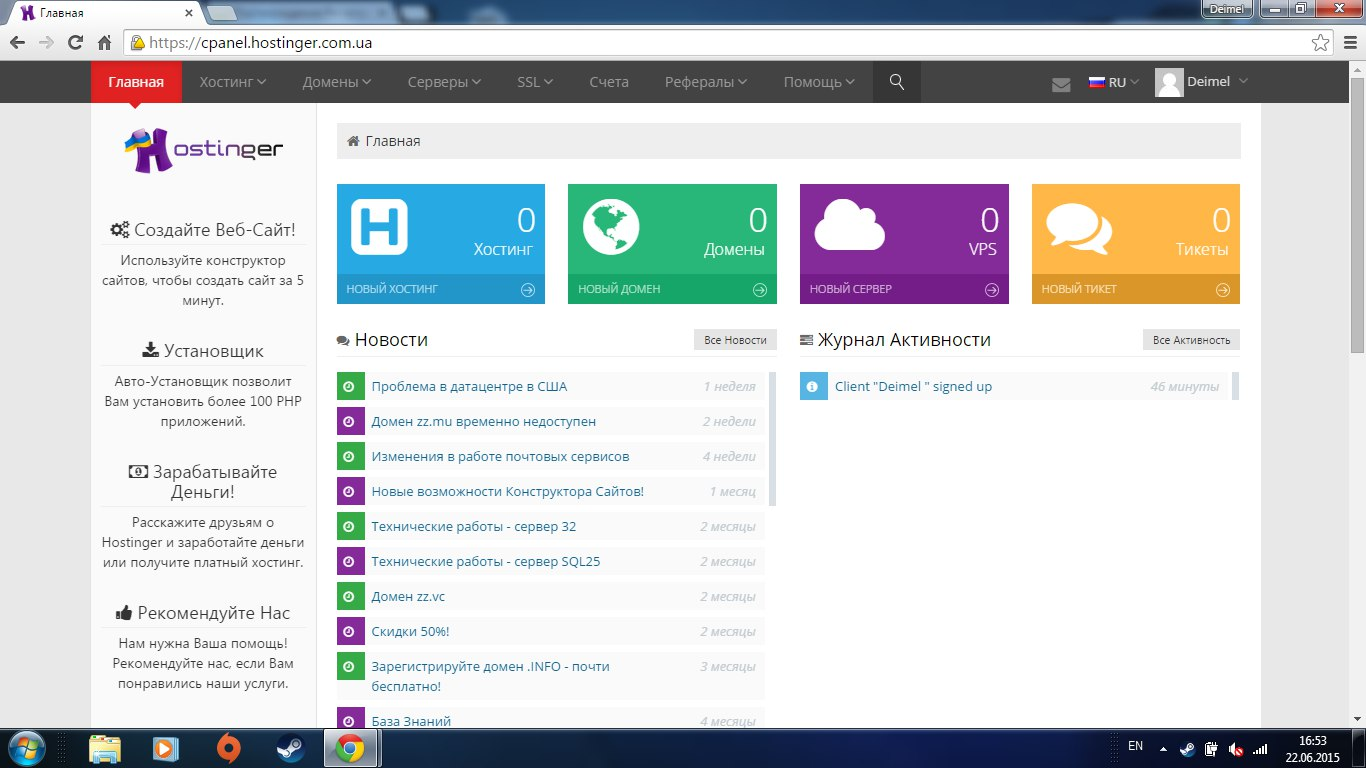 Главная
Deimel
https://cpanel.hostinger.com.ua
Главная
Хостинг
Домены
Серверы
SSL
Счета
Рефералы
Помощь
RU
Deimel
Hostinger
Создайте Веб-Сайт!
Используйте конструктор
сайтов, чтобы создать сайт за 5
минут.
Установщик
Авто-Установщик позволит
Вам установить более 100 PHP
приложений.
Зарабатывайте
Деньги!
Расскажите друзьям о
Hostinger и заработайте деньги
или получите платный хостинг.
Рекомендуйте Нас
Нам нужна Ваша помощь!
Рекомендуйте нас, если Вам
понравились наши услуги.
Главная
0
Хостинг
НОВЫЙ ХОСТИНГ
0
Домены
НОВЫЙ ДОМЕН
0
VPS
НОВЫЙ СЕРВЕР
0
Тикеты
НОВЫЙ ТИКЕТ
Новости
Все Новости
Проблема в датацентре в США 1 неделя
Домен zz.mu временно недоступен 2 недели
Изменения в работе почтовых сервисов 4 недели
Новые возможности Конструктора Сайтов! 1 месяц
Технические работы - сервер 32 2 месяцы
Технические работы - сервер SQL25 2 месяцы
Домен zz.vc 2 месяцы
Скидки 50%! 2 месяцы
Зарегистрируйте домен .INFO - почти 3 месяцы
бесплатно!
База Знаний 4 месяцы
Журнал Активности
Все Активность
Client "Deimel " signed up 46 минуты
EN
16:53
22.06.2015